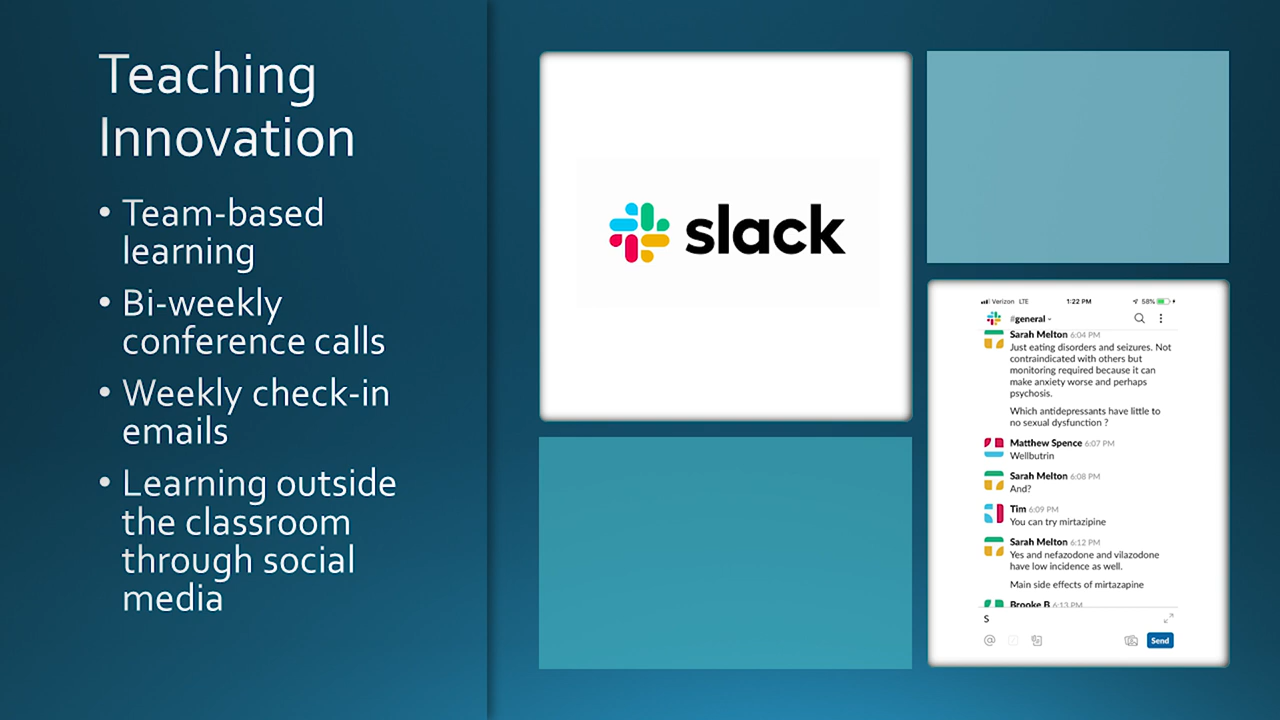 Teaching
Innovation
• Team-based
learning
• Bi-weekly
conference calls
• Weekly check-in
emails
• Learning outside
the classroom
through social
media
slack
Verizon LTE 1:22 PM 58%
#general
Sarah Melton 6:04 PM
Just eating disorders and seizures. Not
contraindicated with others but
monitoring required because it can
make anxiety worse and perhaps
psychosis.
Which antidepressants have little to
no sexual dysfunction ?
Matthew Spence 6:07 PM
Wellbutrin
Sarah Melton 6:08 PM
And?
Tim 6:09 PM
You can try mirtazipine
Sarah Melton 6:12 PM
Yes and nefazodone and vilazodone
have low incidence as well.
Main side effects of mirtazapine
Brooke B 6:13 PM
S
@
Send